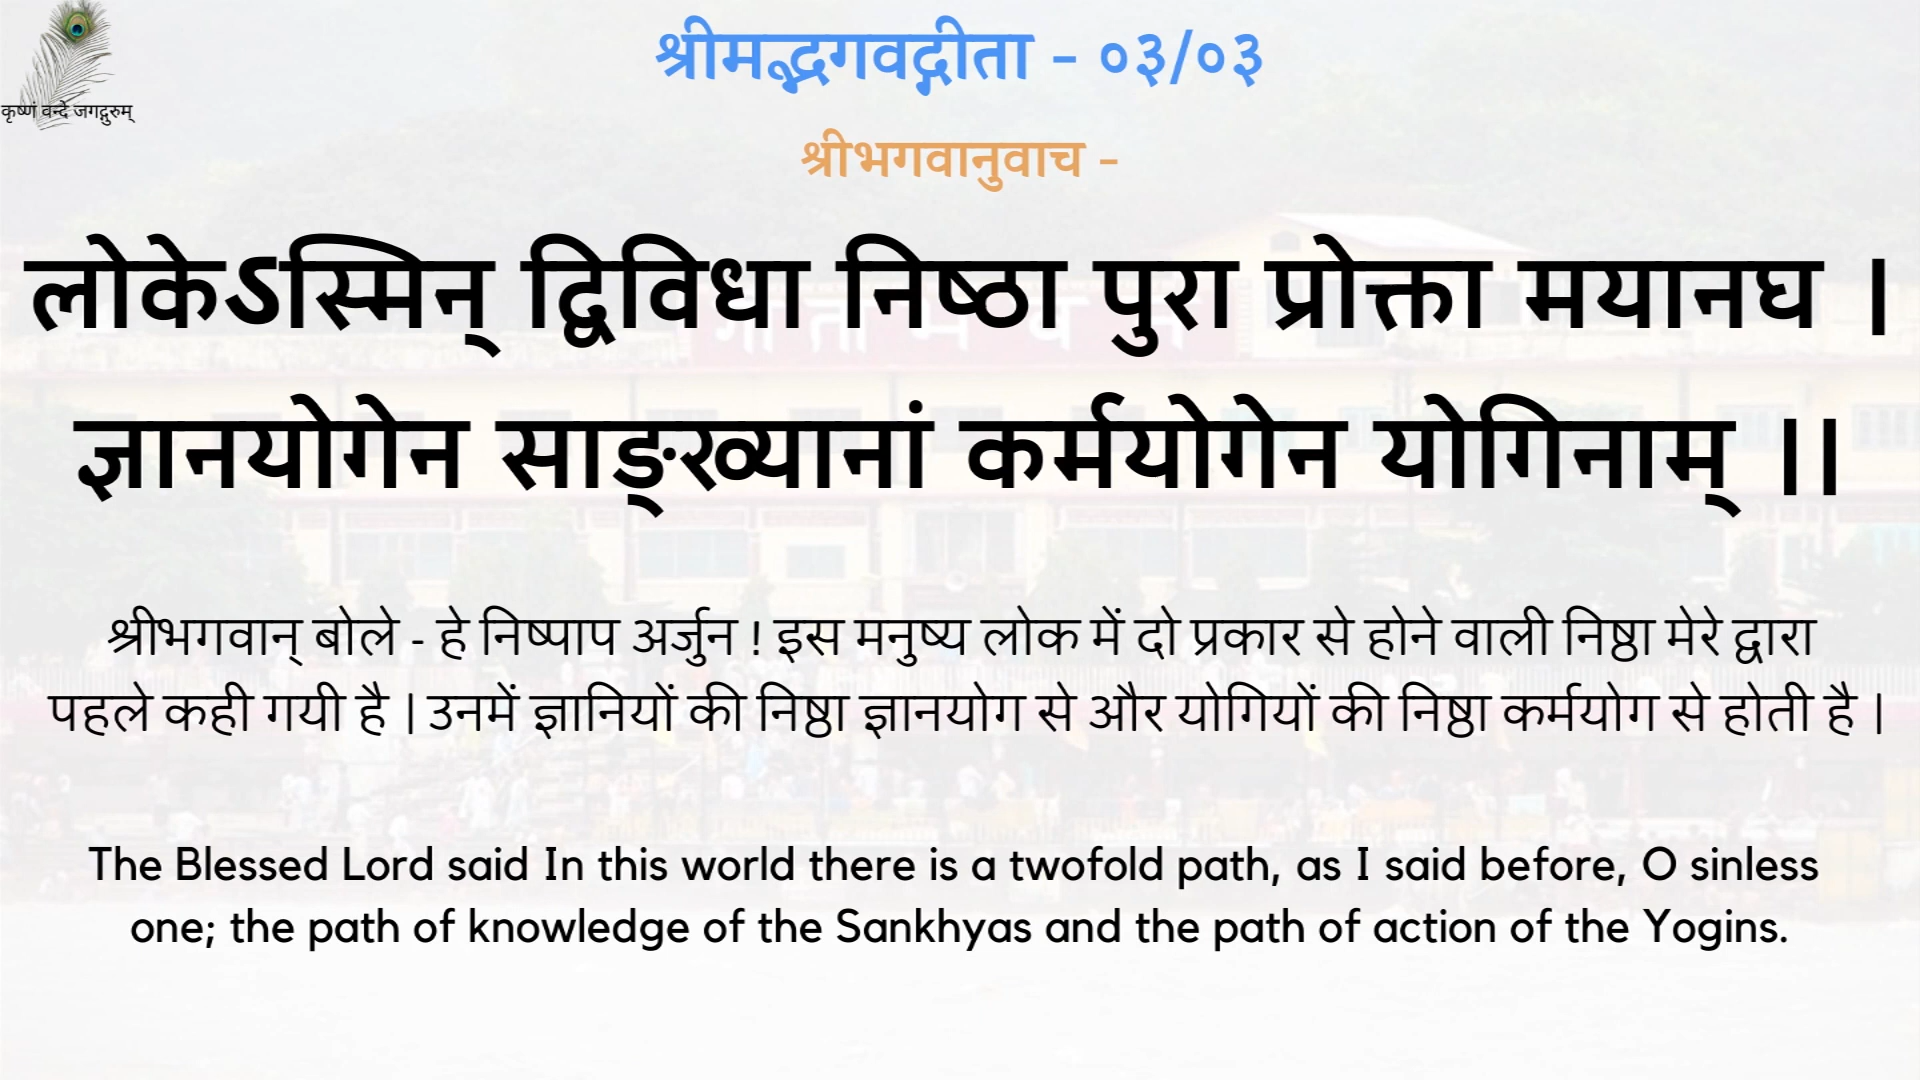 श्रीमद्भगवद्गीता - ०३/०३
कृष्णं वन्दे जगद्गुरुम्
श्रीभगवानुवाच -
लोकेऽस्मिन् द्विविधा निष्ठा पुरा प्रोक्ता मयानघ |
ज्ञानयोगेन साङ्ख्यानां कर्मयोगेन योगिनाम् ||
श्रीभगवान् बोले - हे निष्पाप अर्जुन ! इस मनुष्य लोक में दो प्रकार से होने वाली निष्ठा मेरे द्वारा
पहले कही गयी है | उनमें ज्ञानियों की निष्ठा ज्ञानयोग से और योगियों की निष्ठा कर्मयोग से होती है |
The Blessed Lord said In this world there is a twofold path, as I said before, O sinless
one; the path of knowledge of the Sankhyas and the path of action of the Yogins.